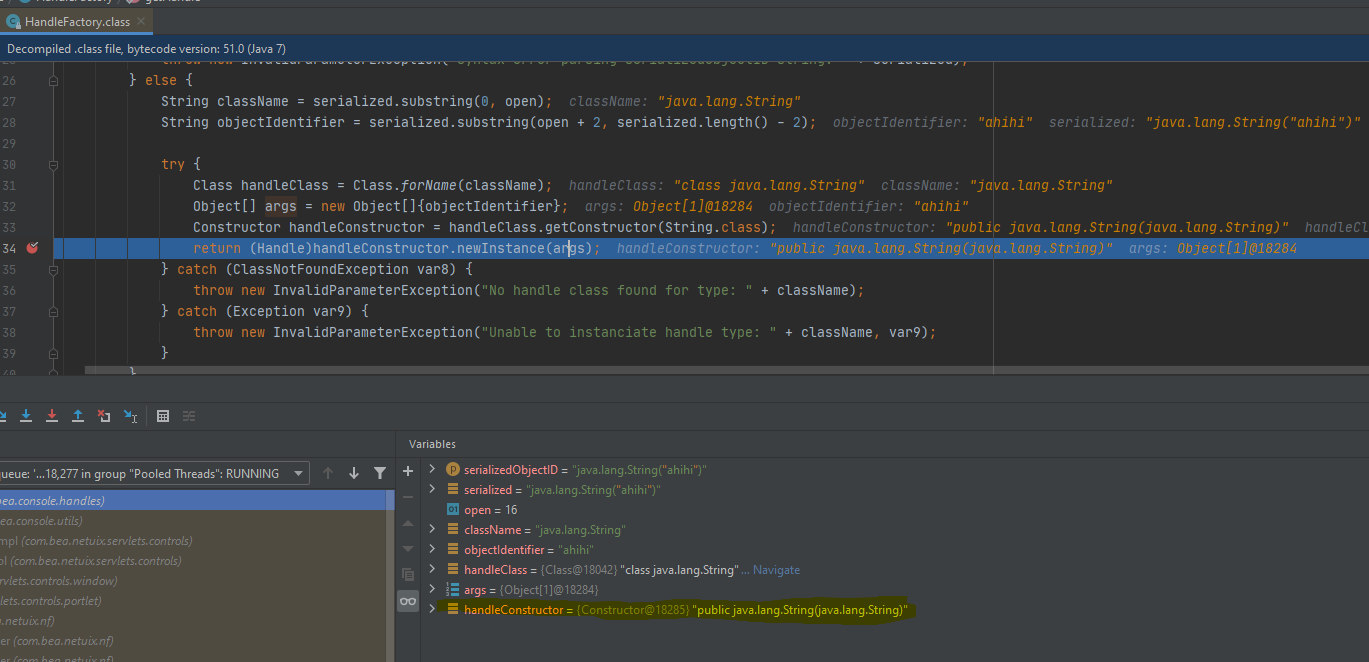 HandleFactory.class
Decompiled .class file, bytecode version: 51.0 (Java 7)
26 } else {
27 String className = serialized.substring(0, open); className: "java.lang.String"
28 String objectIdentifier = serialized.substring(open + 2, serialized.length() - 2); objectIdentifier: "ahihi" serialized: "java.lang.String("ahihi")"
29
30 try {
31 Class handleClass = Class.forName(className); handleClass: "class java.lang.String" className: "java.lang.String"
32 Object[] args = new Object[]{objectIdentifier}; args: Object[1]@18284 objectIdentifier: "ahihi"
33 Constructor handleConstructor = handleClass.getConstructor(String.class); handleConstructor: "public java.lang.String(java.lang.String)" handleCl
34 return (Handle)handleConstructor.newInstance(args); handleConstructor: "public java.lang.String(java.lang.String)" args: Object[1]@18284
35 } catch (ClassNotFoundException var8) {
36 throw new InvalidParameterException("No handle class found for type: " + className);
37 } catch (Exception var9) {
38 throw new InvalidParameterException("Unable to instanciate handle type: " + className, var9);
39 }
Variables
ueue: '...18,277 in group "Pooled Threads": RUNNING
bea.console.handles)
ea.console.utils)
mpl (com.bea.netuix.servlets.controls)
ol (com.bea.netuix.servlets.controls)
rvlets.controls.window)
lets.controls.portlet)
.netuix.nf)
er (com.bea.netuix.nf)
er (com.bea.netuix.nf)
serializedObjectID = "java.lang.String("ahihi")"
serialized = "java.lang.String("ahihi")"
01 open = 16
className = "java.lang.String"
objectIdentifier = "ahihi"
handleClass = {Class@18042} "class java.lang.String" ... Navigate
args = {Object[1]@18284}
handleConstructor = {Constructor@18285} "public java.lang.String(java.lang.String)"